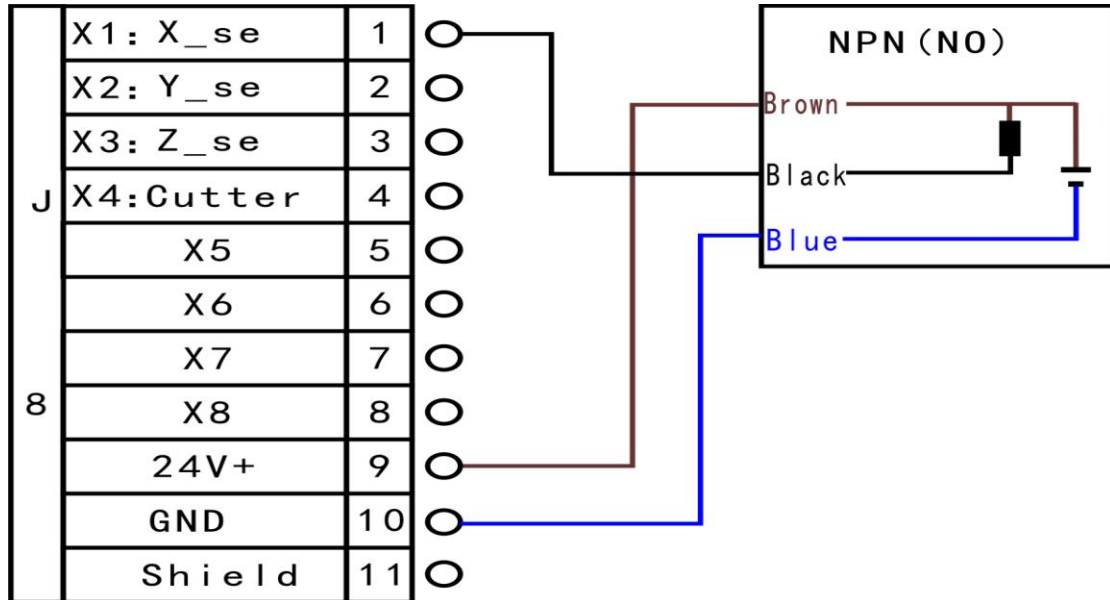 J 8
X1: X_se 1
X2: Y_se 2
X3: Z_se 3
X4:Cutter 4
X5 5
X6 6
X7 7
X8 8
24V+ 9
GND 10
Shield 11
NPN (NO)
Brown
Black
Blue